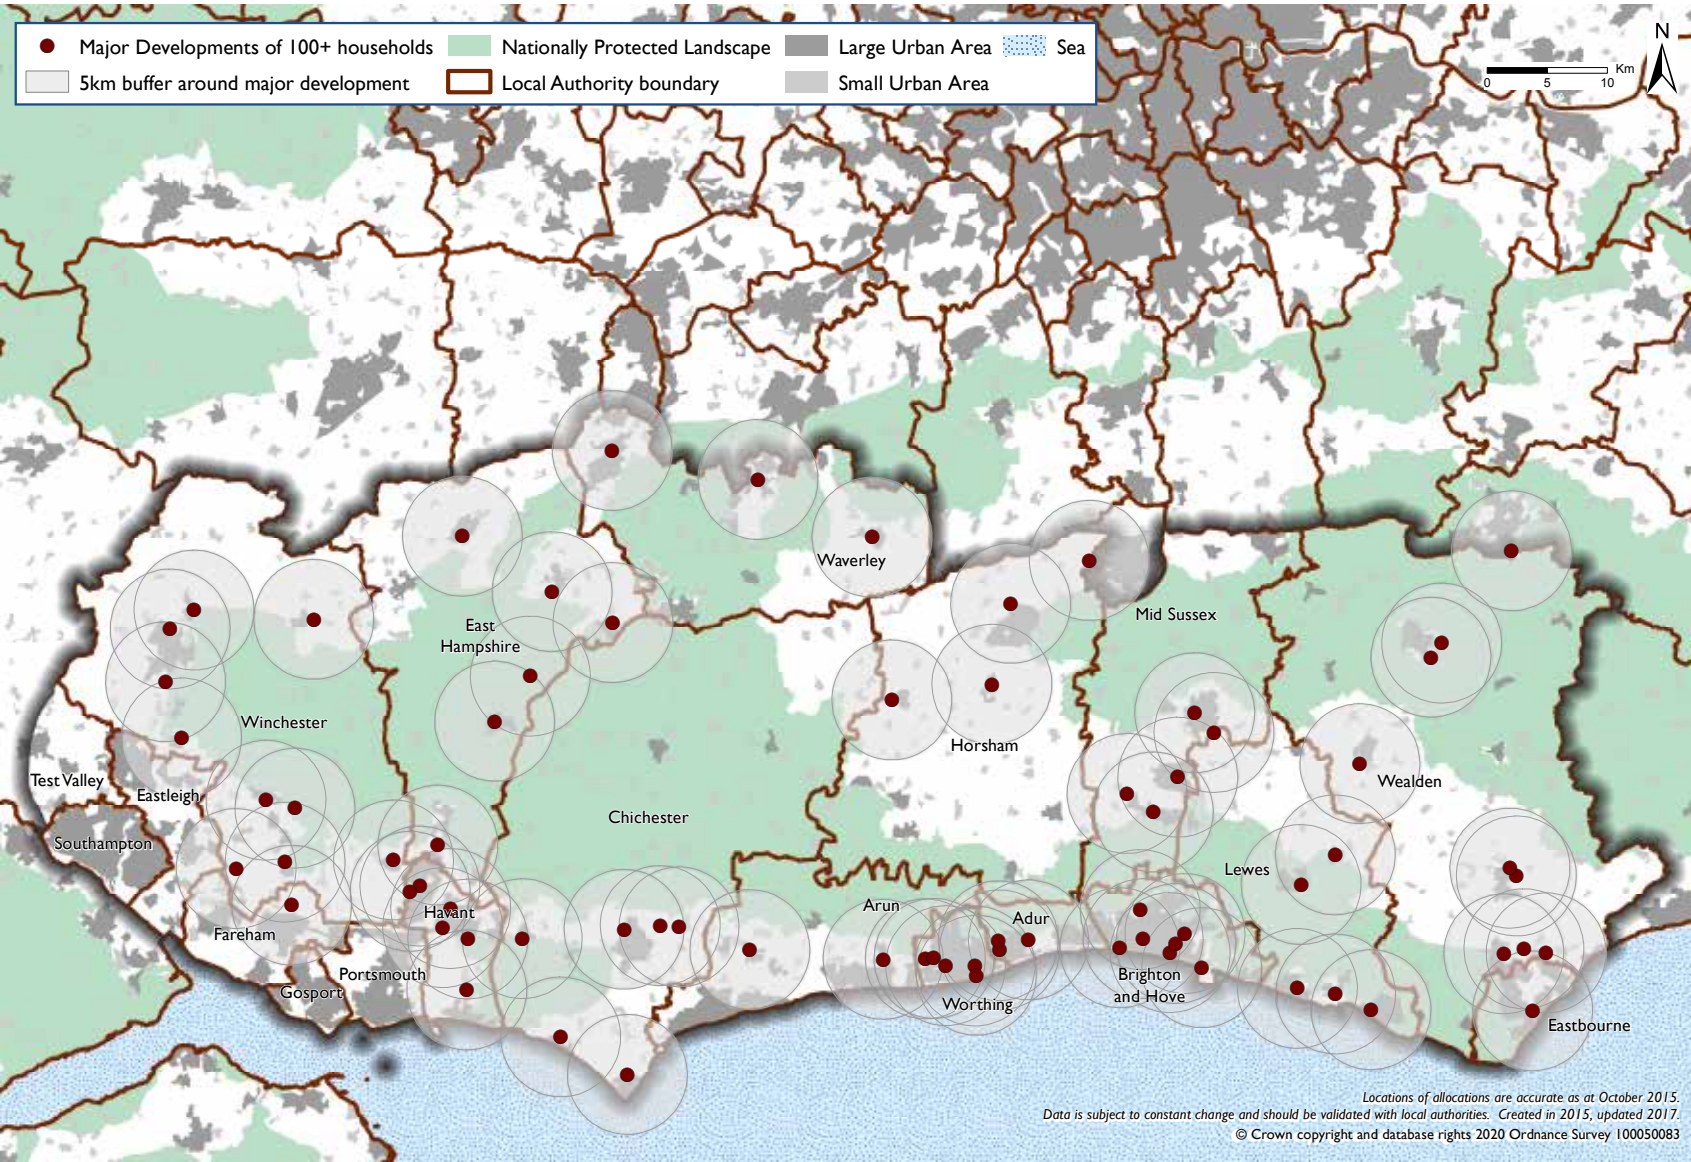 Major Developments of 100+ households
Nationally Protected Landscape
Large Urban Area
Sea
5km buffer around major development
Local Authority boundary
Small Urban Area
N
Km
0 5 10
Waverley
Mid Sussex
East
Hampshire
Winchester
Horsham
Test Valley
Eastleigh
Wealden
Chichester
Southampton
Lewes
Arun
Havant
Adur
Fareham
Portsmouth
Brighton
and Hove
Gosport
Worthing
Eastbourne
Locations of allocations are accurate as at October 2015.
Data is subject to constant change and should be validated with local authorities. Created in 2015, updated 2017.
© Crown copyright and database rights 2020 Ordnance Survey 100050083